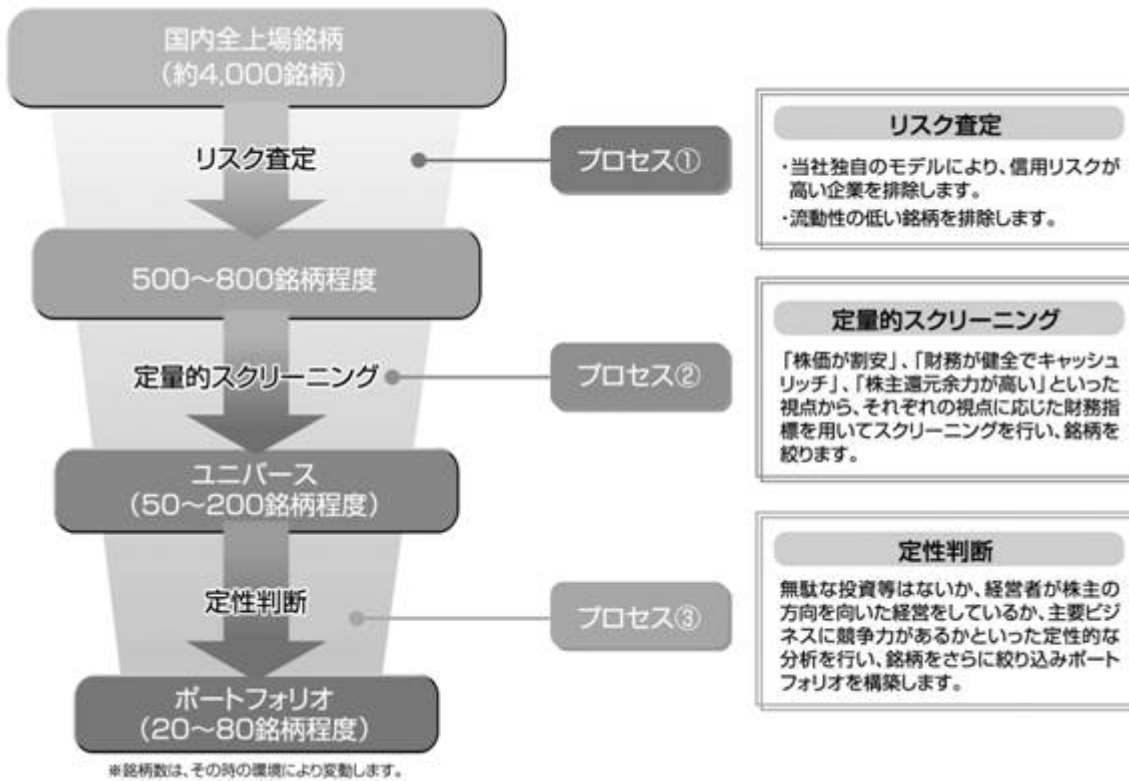 国内全上場銘柄
（約4,000銘柄）
リスク査定
プロセス①
リスク査定
・当社独自のモデルにより、信用リスクが
高い企業を排除します。
・流動性の低い銘柄を排除します。
500～800銘柄程度
定量的スクリーニング
プロセス②
定量的スクリーニング
「株価が割安」、「財務が健全でキャッシュ
リッチ」、「株主還元余力が高い」といった
視点から、それぞれの視点に応じた財務指
標を用いてスクリーニングを行い、銘柄を
絞ります。
ユニバース
（50～200銘柄程度）
定性判断
プロセス③
定性判断
無駄な投資等はないか、経営者が株主の
方向を向いた経営をしているか、主要ビジ
ネスに競争力があるかといった定性的な
分析を行い、銘柄をさらに絞り込みポート
フォリオを構築します。
ポートフォリオ
（20～80銘柄程度）
※銘柄数は、その時の環境により変動します。